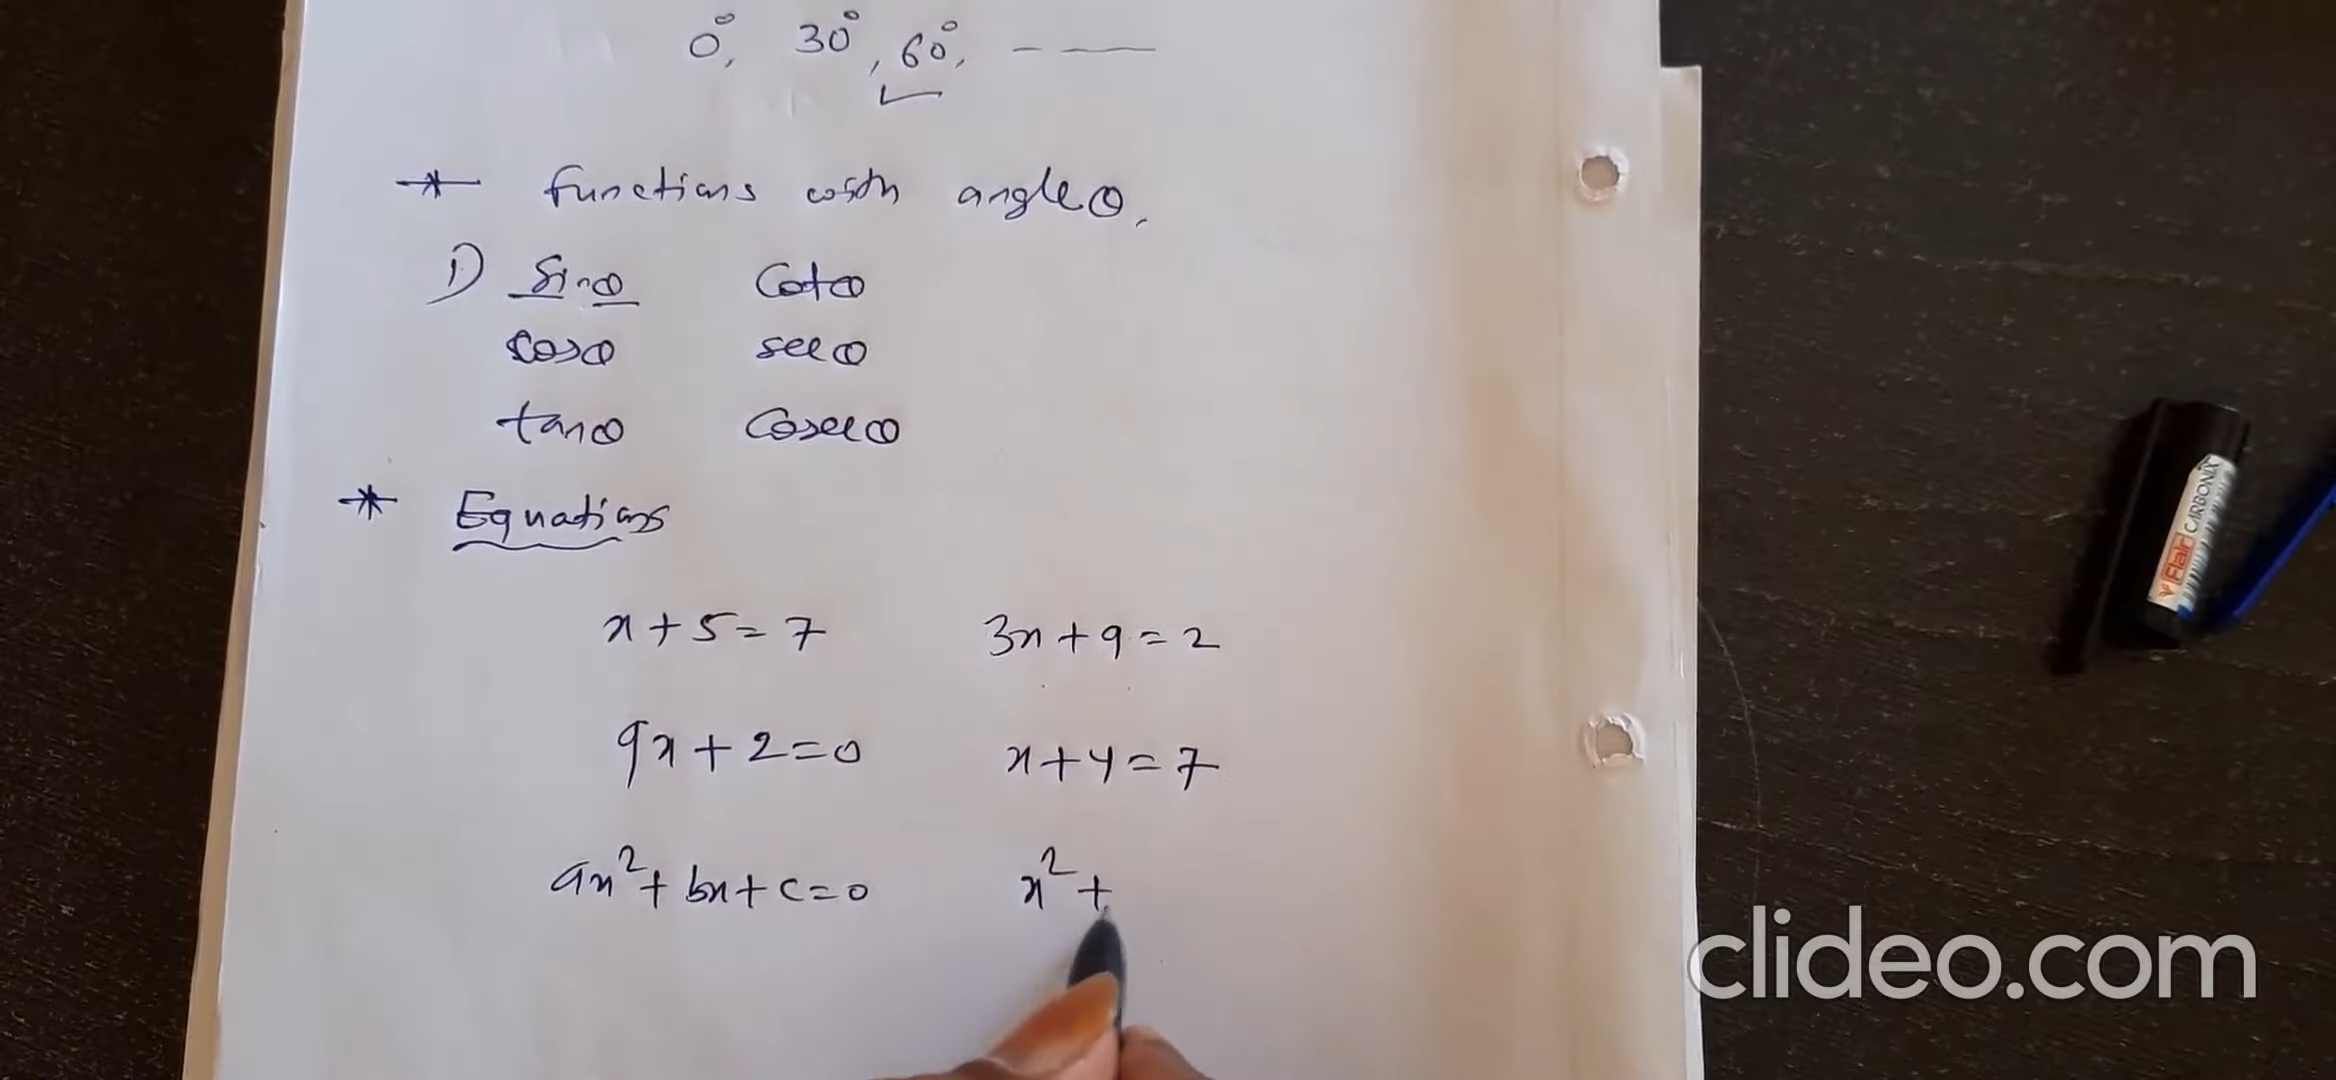 0°, 30°, 60°, - —
* functions with angle θ.
1) Sinθ Cotθ
Cosθ secθ
tanθ Cosecθ
* Equations
x + 5 = 7 3x + 9 = 2
9x + 2 = 0 x + y = 7
ax² + bx + c = 0 x² +
Flair CARBONIX
clideo.com